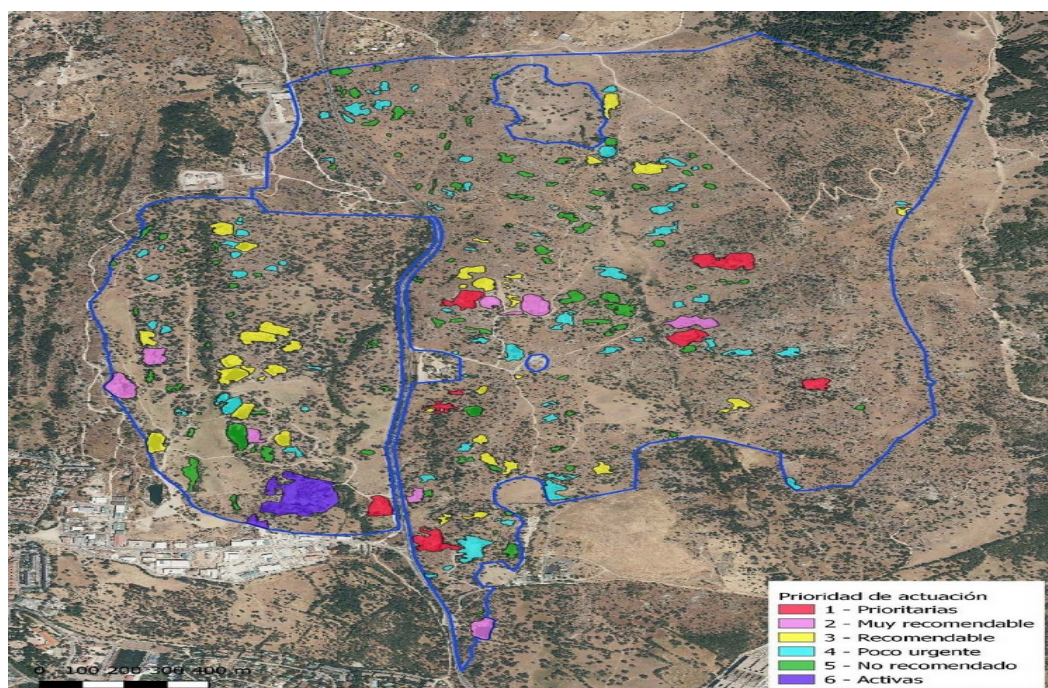 Prioridad de actuación
1 - Prioritarias
2 - Muy recomendable
3 - Recomendable
4 - Poco urgente
5 - No recomendado
6 - Activas
0 100 200 300 400 m